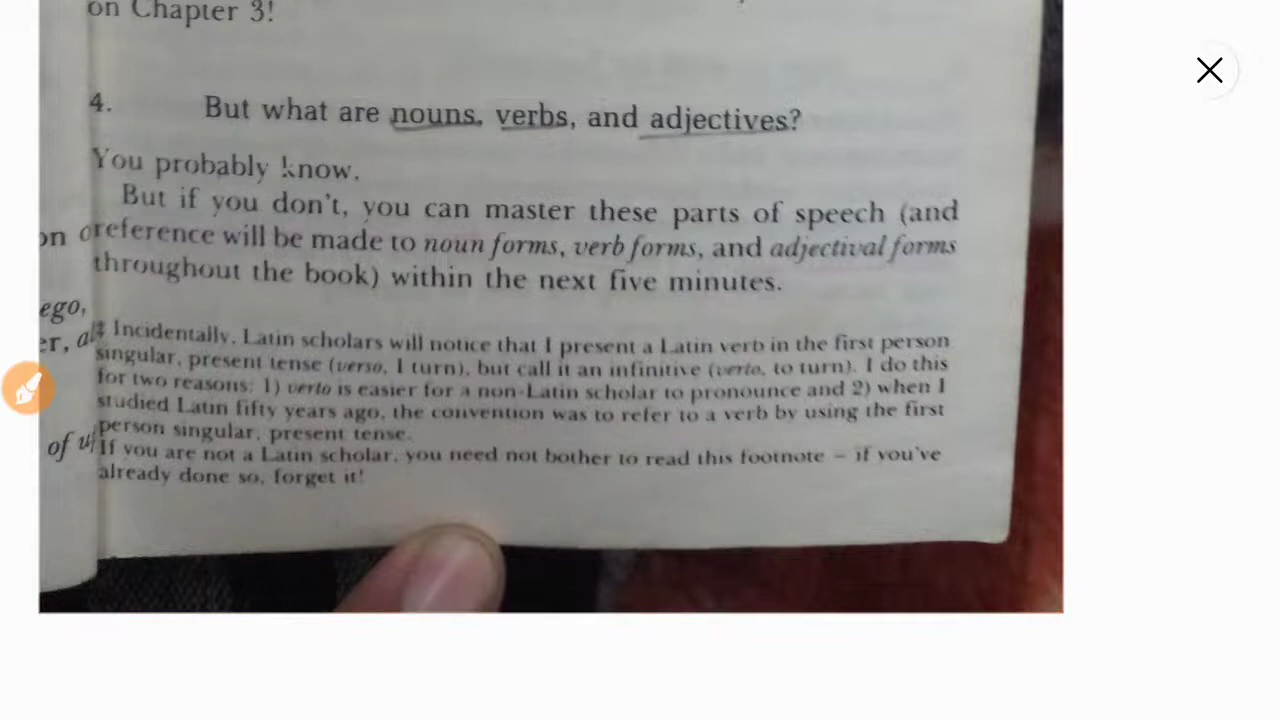 on Chapter 3!
4. But what are nouns, verbs, and adjectives?
You probably know.
But if you don't, you can master these parts of speech (and
reference will be made to noun forms, verb forms, and adjectival forms
throughout the book) within the next five minutes.
on o
ego,
er, al
of u
‡ Incidentally, Latin scholars will notice that I present a Latin verb in the first person
singular, present tense (verso, I turn), but call it an infinitive (verto, to turn). I do this
for two reasons: 1) verto is easier for a non-Latin scholar to pronounce and 2) when I
studied Latin fifty years ago, the convention was to refer to a verb by using the first
person singular, present tense.
If you are not a Latin scholar, you need not bother to read this footnote – if you've
already done so, forget it!